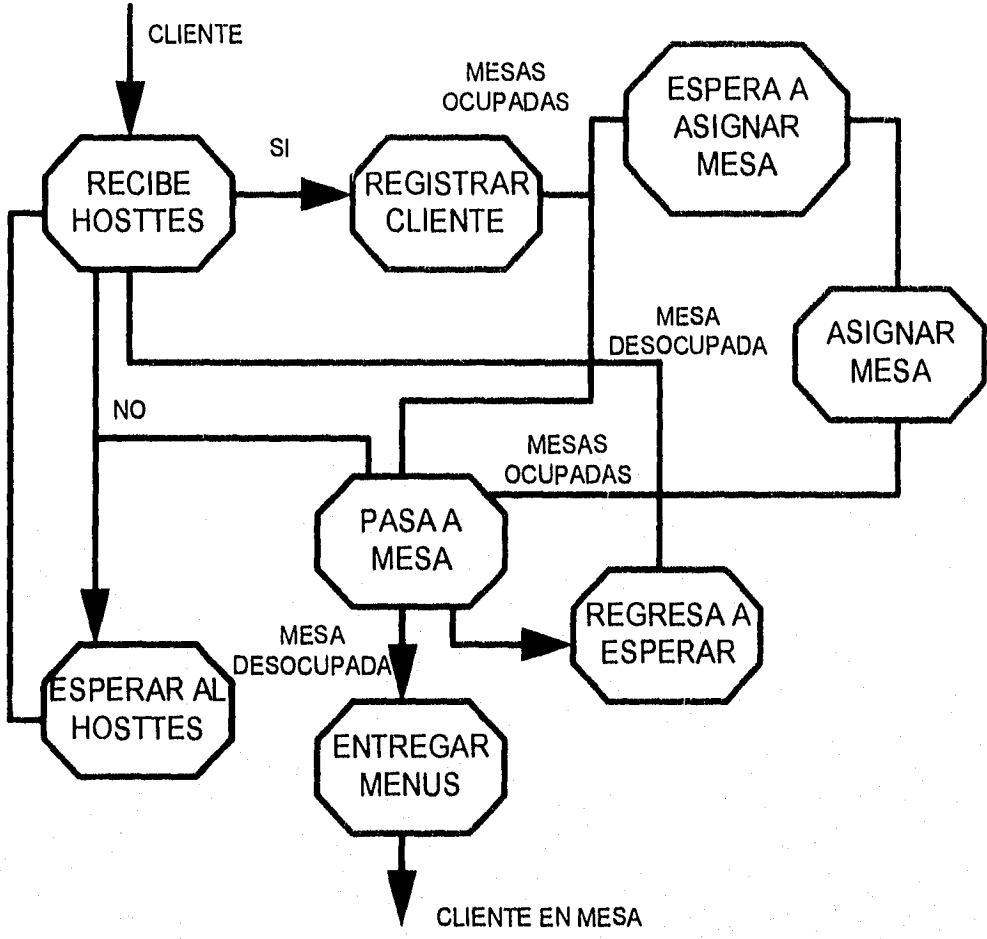 CLIENTE
MESAS
OCUPADAS
ESPERA A
ASIGNAR
MESA
SI
RECIBE
HOSTTES
REGISTRAR
CLIENTE
MESA
DESOCUPADA
ASIGNAR
MESA
NO
MESAS
OCUPADAS
PASA A
MESA
REGRESA A
ESPERAR
MESA
DESOCUPADA
ESPERAR AL
HOSTTES
ENTREGAR
MENUS
CLIENTE EN MESA